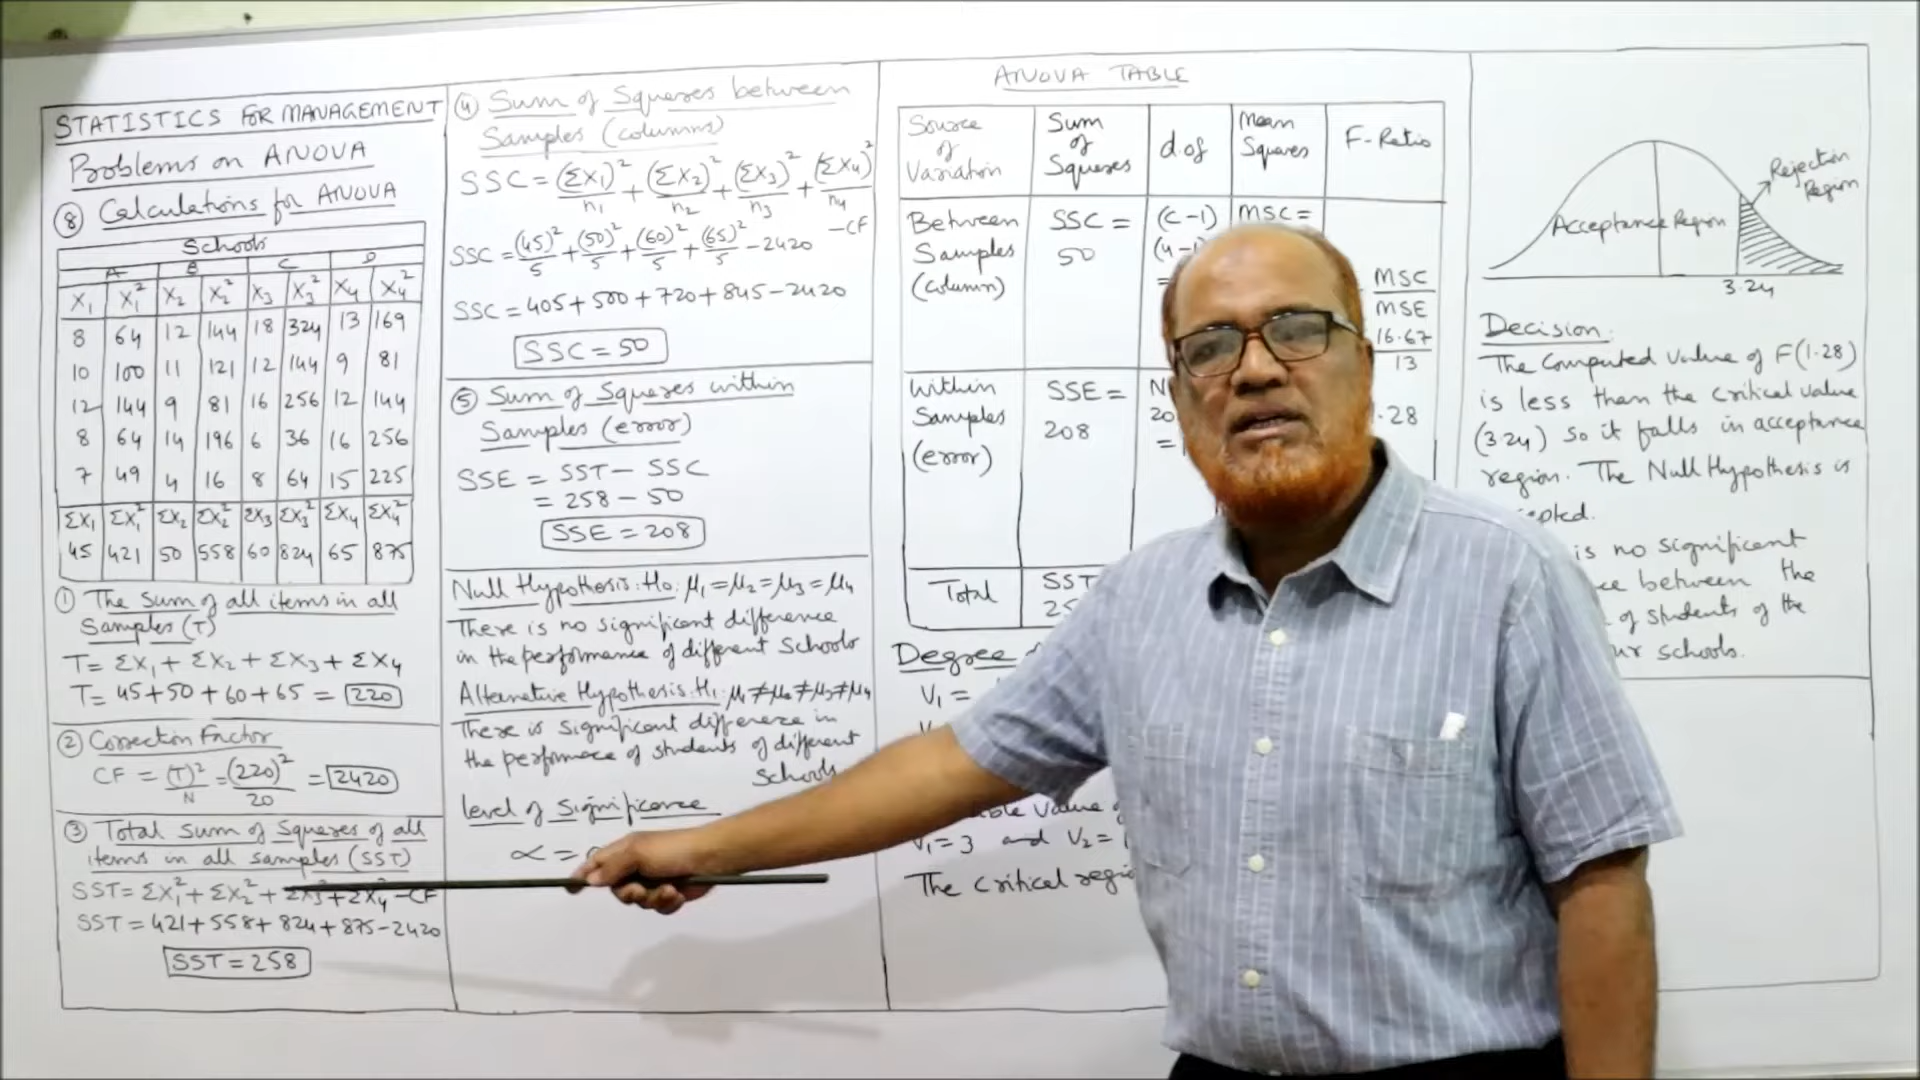 STATISTICS FOR MANAGEMENT
Problems on ANOVA
⑧ Calculations for ANOVA
Schools
A B C D
X₁ X₁² X₂ X₂² X₃ X₃² X₄ X₄²
8 64 12 144 18 324 13 169
10 100 11 121 12 144 9 81
12 144 9 81 16 256 12 144
8 64 14 196 6 36 16 256
7 49 4 16 8 64 15 225
ΣX₁ ΣX₁² ΣX₂ ΣX₂² ΣX₃ ΣX₃² ΣX₄ ΣX₄²
45 421 50 558 60 824 65 875
① The Sum of all items in all
Samples (T)
T = ΣX₁ + ΣX₂ + ΣX₃ + ΣX₄
T = 45 + 50 + 60 + 65 = 220
② Correction Factor
CF = (T)²/N = (220)²/20 = 2420
③ Total Sum of Squares of all
items in all samples (SST)
SST = ΣX₁² + ΣX₂² + ΣX₃² + ΣX₄² - CF
SST = 421 + 558 + 824 + 875 - 2420
SST = 258
④ Sum of Squares between
Samples (columns)
SSC = (ΣX₁)²/n₁ + (ΣX₂)²/n₂ + (ΣX₃)²/n₃ + (ΣX₄)²/n₄
- CF
SSC = (45)²/5 + (50)²/5 + (60)²/5 + (65)²/5 - 2420
SSC = 405 + 500 + 720 + 845 - 2420
SSC = 50
⑤ Sum of Squares within
Samples (error)
SSE = SST - SSC
= 258 - 50
SSE = 208
Null Hypothesis: H₀: μ₁ = μ₂ = μ₃ = μ₄
There is no significant difference
in the performance of different Schools
Alternative Hypothesis: H₁: μ₁ ≠ μ₂ ≠ μ₃ ≠ μ₄
There is significant difference in
the performace of students of different
Schools
level of Significance
α =
ANOVA TABLE
Source of Variation Sum of Squares d.of Mean Squares F-Ratio
Between Samples (column) SSC = 50 (c-1) (4-1) = MSC = MSC/MSE 16.67/13
Within Samples (error) SSE = 208 20 = .28
Total SST
Degree
V₁ =
Value
V₁ = 3 and V₂ =
The critical
Acceptance Region
Rejection
Region
3.24
Decision:
The Computed Value of F(1.28)
is less than the critical value
(3.24) so it falls in acceptance
region. The Null Hypothesis is
is no significant
between the
of students of the
schools.